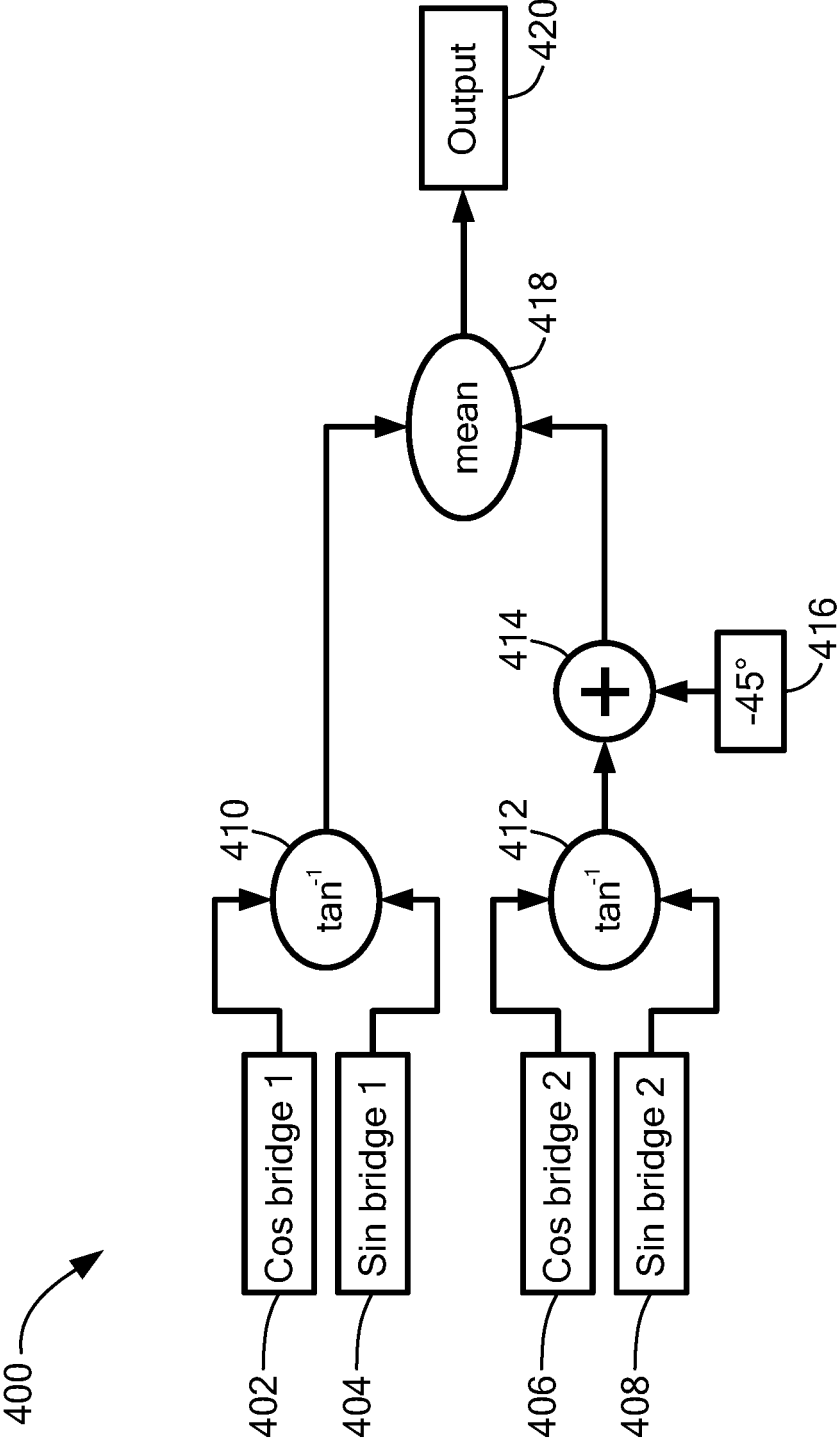 400
402
Cos bridge 1
404
Sin bridge 1
406
Cos bridge 2
408
Sin bridge 2
410
tan⁻¹
412
tan⁻¹
414
+
416
-45°
418
mean
Output
420